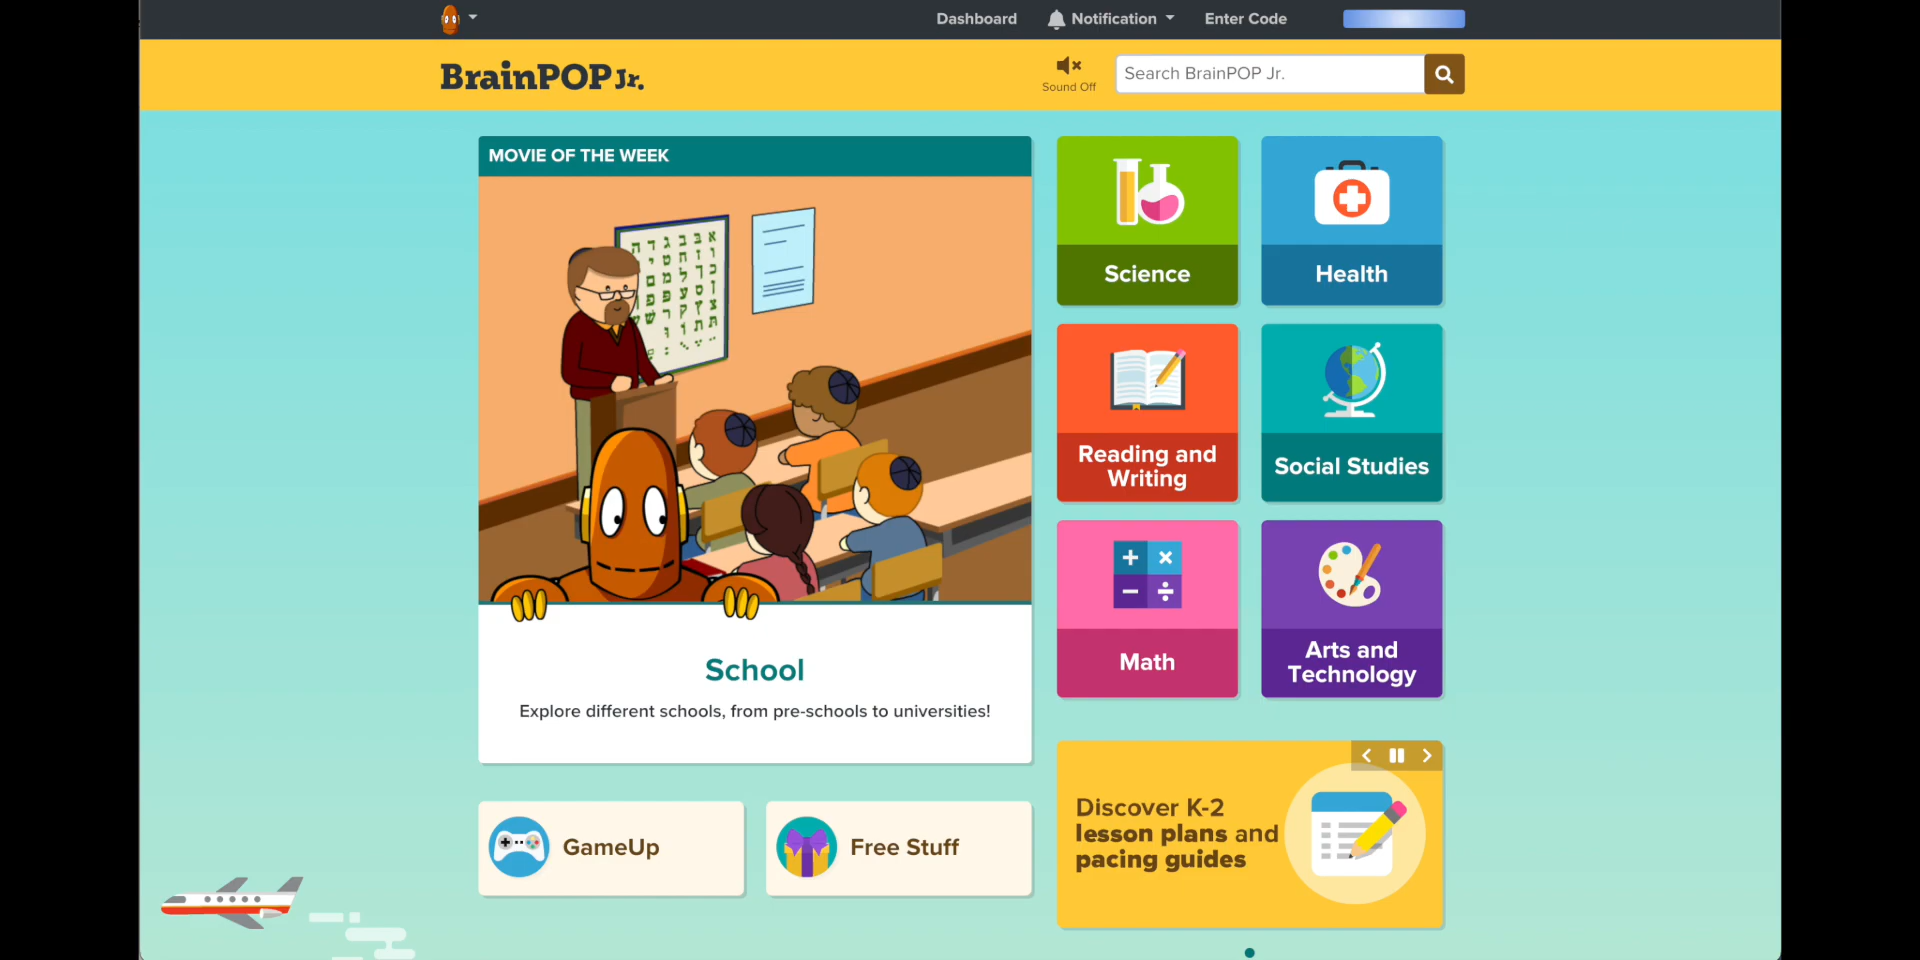 Dashboard
Notification
Enter Code
BrainPOP Jr.
Sound Off
Search BrainPOP Jr.
MOVIE OF THE WEEK
School
Explore different schools, from pre-schools to universities!
GameUp
Free Stuff
Science
Health
Reading and
Writing
Social Studies
Math
Arts and
Technology
Discover K-2
lesson plans and
pacing guides